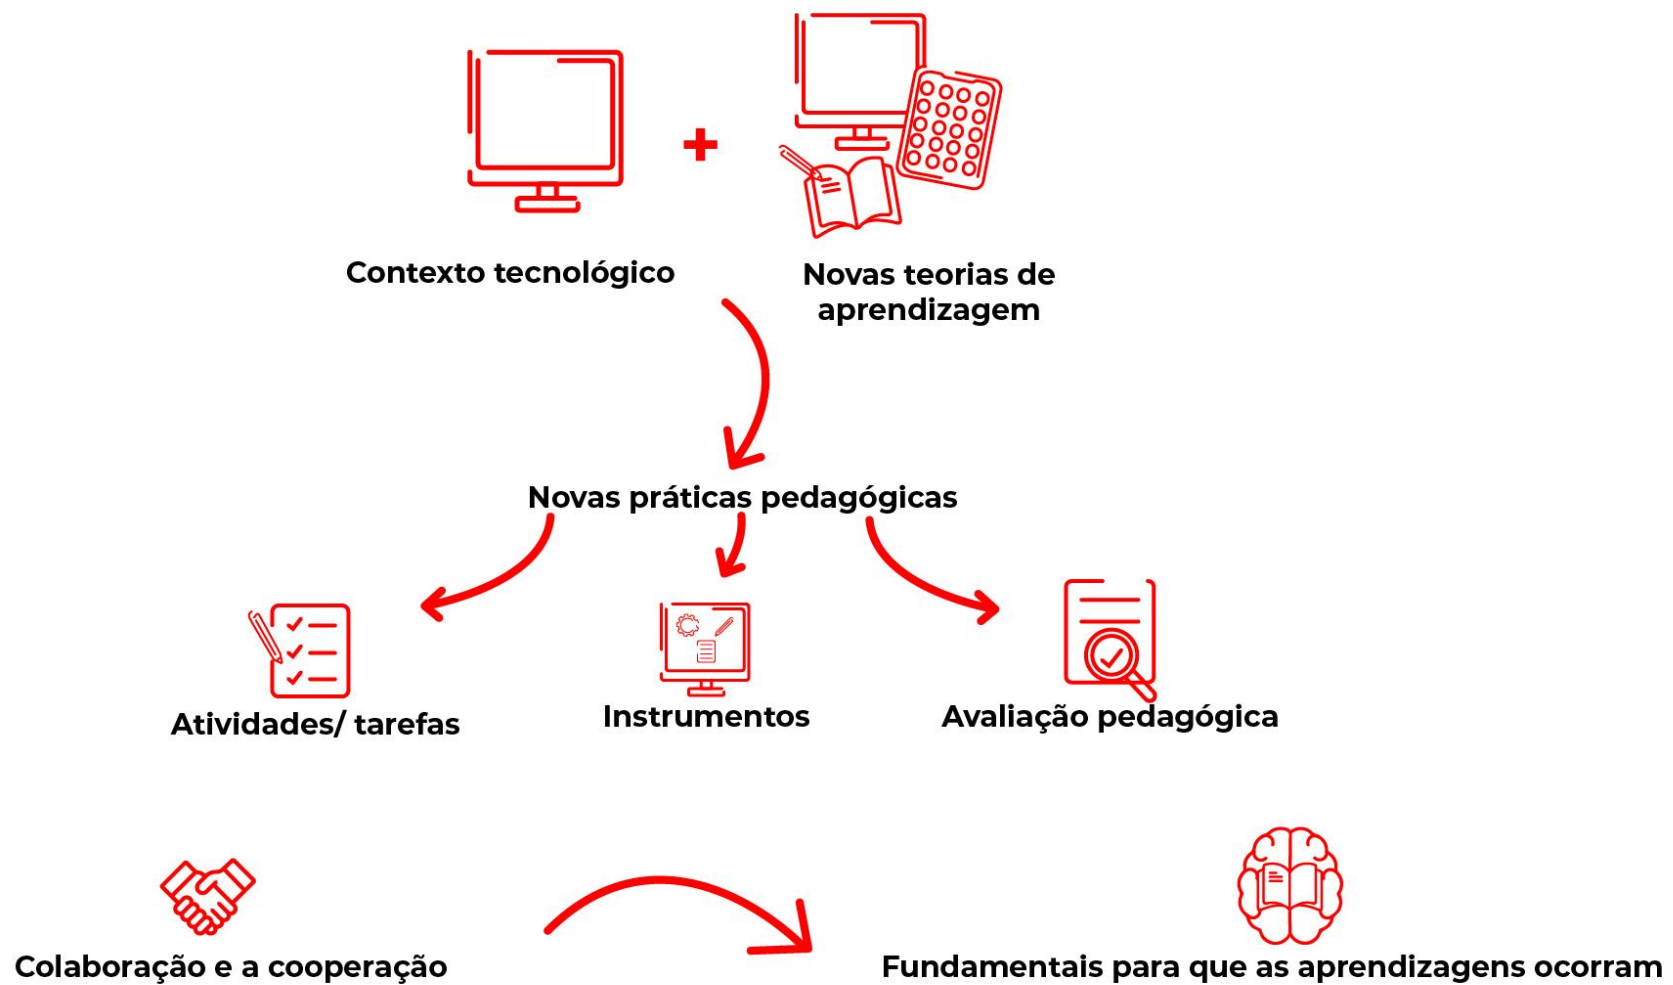 +
Contexto tecnológico
Novas teorias de
aprendizagem
Novas práticas pedagógicas
Atividades/ tarefas
Instrumentos
Avaliação pedagógica
Colaboração e a cooperação
Fundamentais para que as aprendizagens ocorram